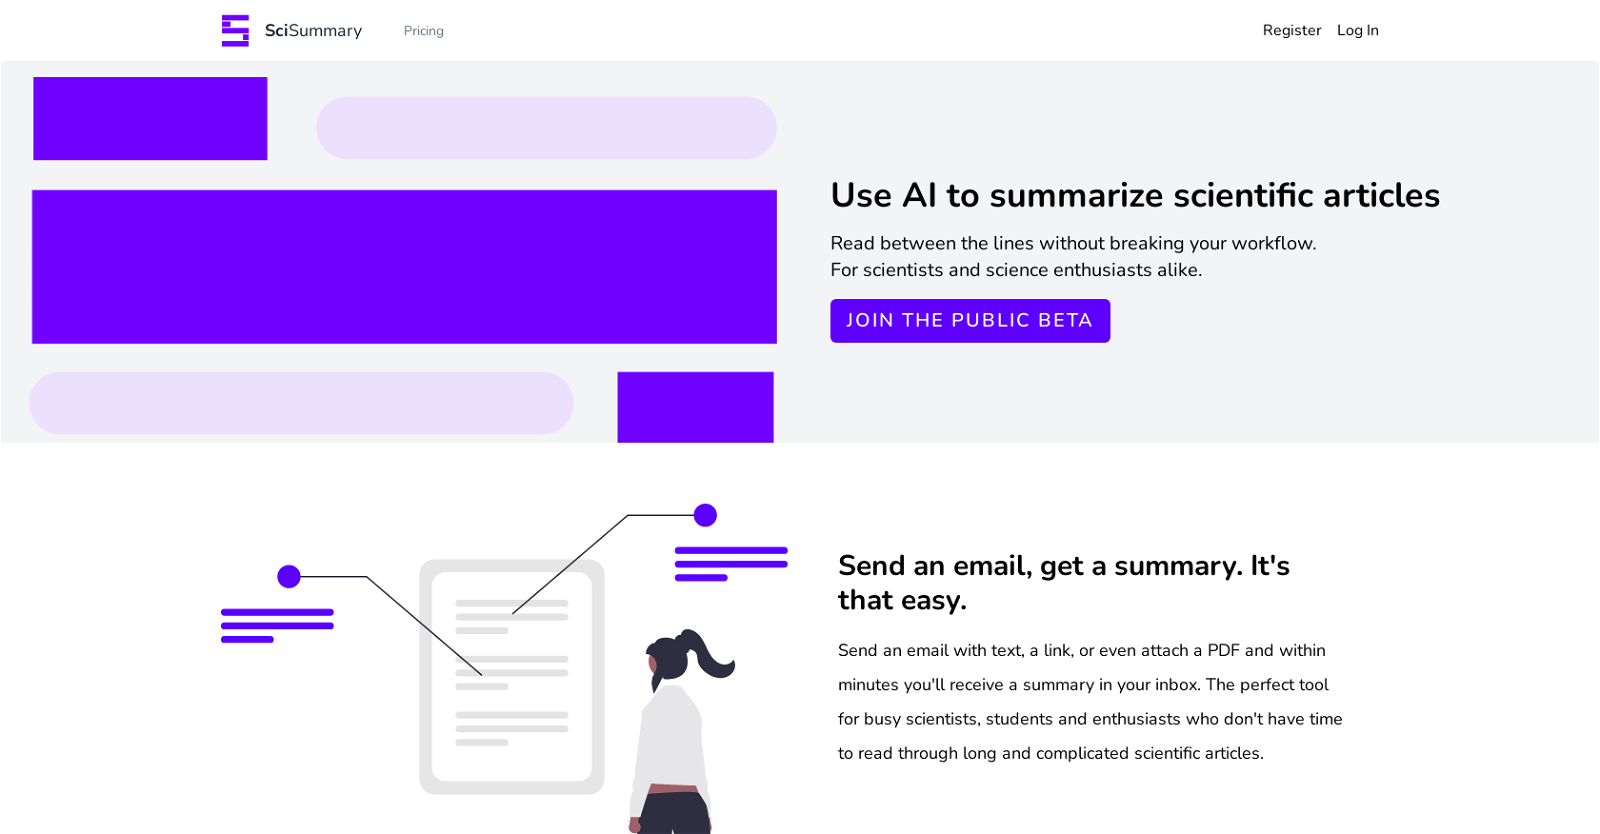 SciSummary
Pricing
Register
Log In
Use AI to summarize scientific articles
Read between the lines without breaking your workflow.
For scientists and science enthusiasts alike.
JOIN THE PUBLIC BETA
Send an email, get a summary. It's
that easy.
Send an email with text, a link, or even attach a PDF and within
minutes you'll receive a summary in your inbox. The perfect tool
for busy scientists, students and enthusiasts who don't have time
to read through long and complicated scientific articles.